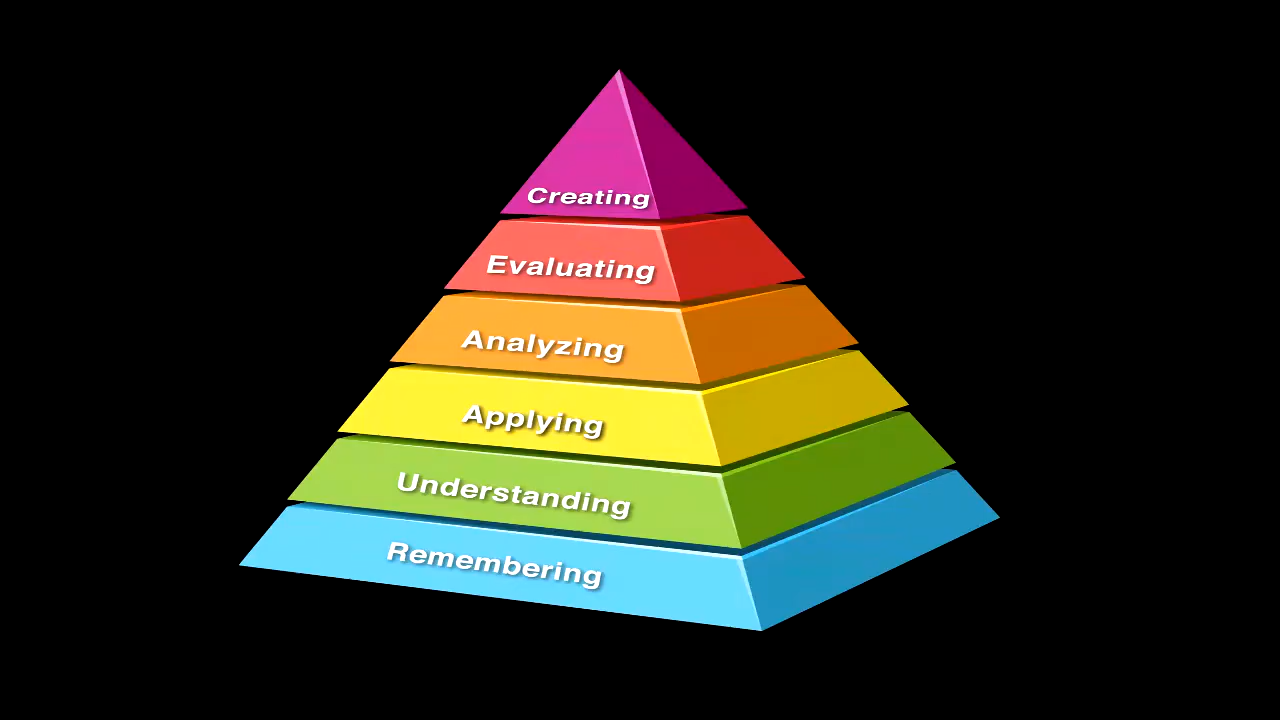 Creating
Evaluating
Analyzing
Applying
Understanding
Remembering